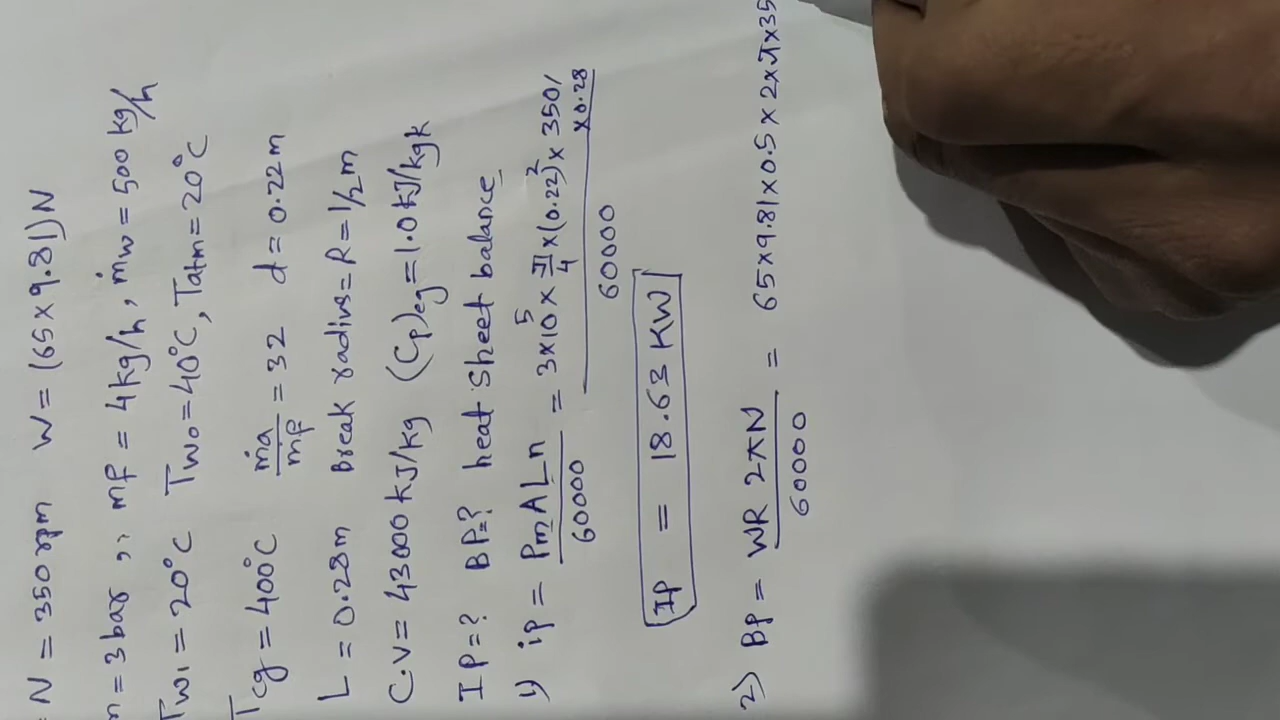 = N = 350 rpm W = (65 × 9.81) N
m = 3 bar ,, mf = 4 kg/h , ṁw = 500 kg/h
Tw1 = 20°C Two = 40°C, Tatm = 20°C
Tcg = 400°C ṁa/mf = 32 d = 0.22 m
L = 0.28m Break radius = R = 1/2 m
C.V = 43000 kJ/kg (Cp)eg = 1.0 kJ/kgk
IP = ? BP = ? heat Sheet balance
1) iP = PmALn/60000 = 3×10^5 × π/4 × (0.22)^2 × 350/ × 0.28/60000
IP = 18.63 KW
2) BP = WR 2πN/60000 = 65×9.81×0.5×2×π×35